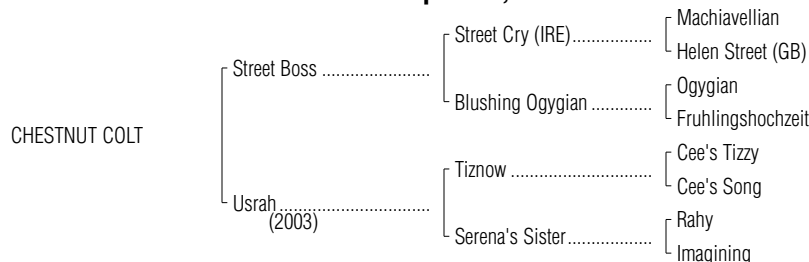 Machiavellian
Street Cry (IRE)..................
Helen Street (GB)
Street Boss ........................
Ogygian
Blushing Ogygian ..............
Fruhlingshochzeit
CHESTNUT COLT
Cee's Tizzy
Tiznow ................................
Cee's Song
Usrah.................................
(2003)
Rahy
Serena's Sister..................
Imagining